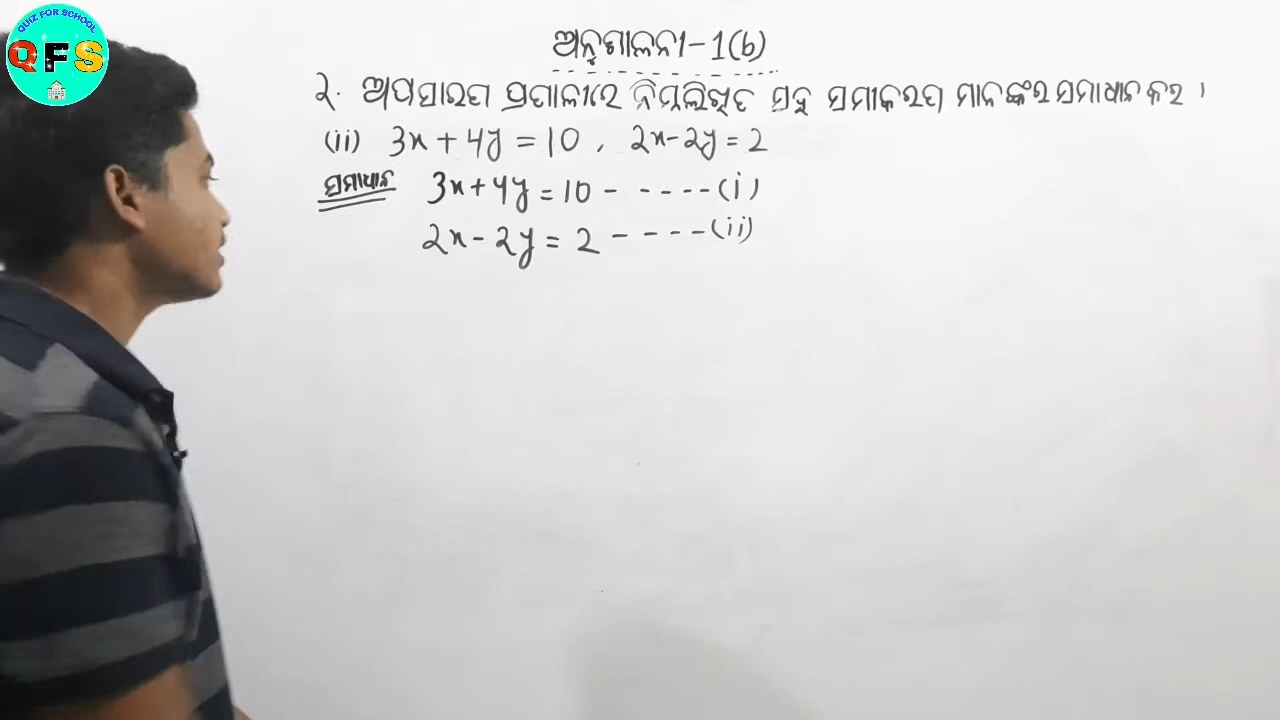 QUIZ FOR SCHOOL
QFS
ଅନୁଶୀଳନୀ-1(b)
୨. ଅପସାରଣ ପ୍ରଣାଳୀରେ ନିମ୍ନଲିଖିତ ସହ ସମୀକରଣ ମାନଙ୍କର ସମାଧାନ କର ।
(ii) 3x + 4y = 10 , 2x - 2y = 2
ସମାଧାନ 3x + 4y = 10 - - - - - (i)
2x - 2y = 2 - - - - - (ii)